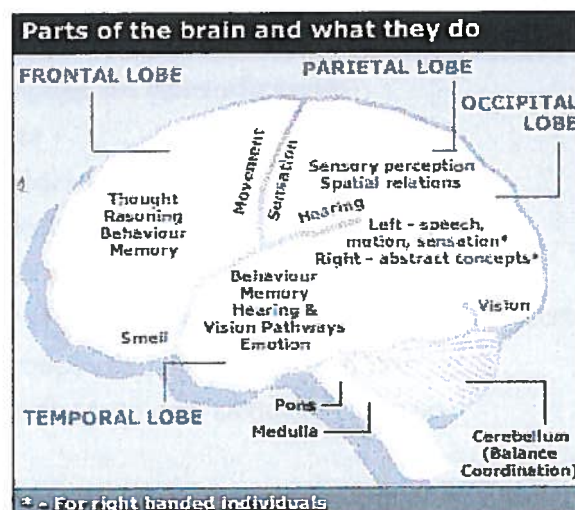 Parts of the brain and what they do
FRONTAL LOBE
PARIETAL LOBE
OCCIPITAL
LOBE
Movement
Sensation
Sensory perception
Spatial relations
Hearing
Thought
Rasoning
Behaviour
Memory
Left - speech,
motion, sensation*
Right - abstract concepts*
Behaviour
Memory
Hearing &
Vision Pathways
Emotion
Vision
Smell
TEMPORAL LOBE
Pons
Medulla
Cerebellum
(Balance
Coordination)
* - For right handed individuals